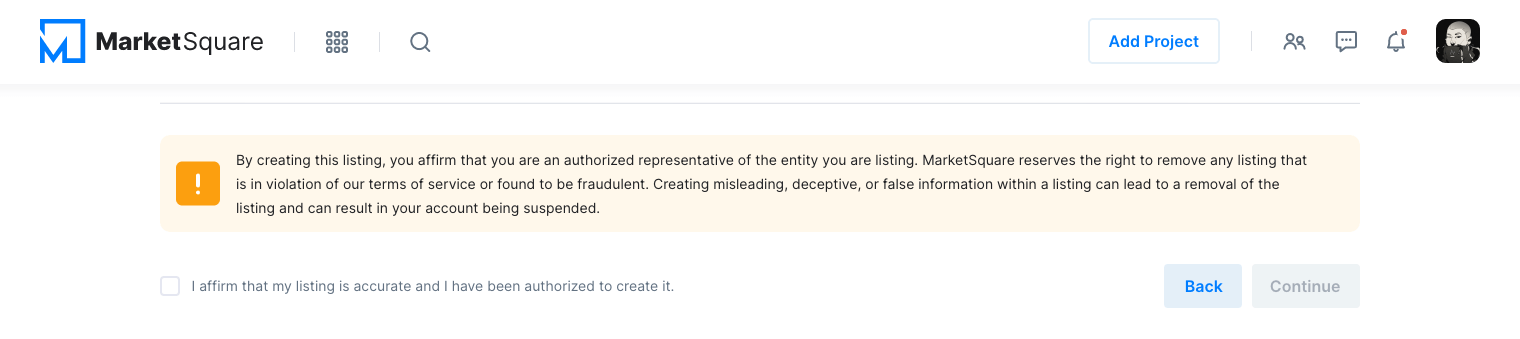 MarketSquare
Add Project
By creating this listing, you affirm that you are an authorized representative of the entity you are listing. MarketSquare reserves the right to remove any listing that
is in violation of our terms of service or found to be fraudulent. Creating misleading, deceptive, or false information within a listing can lead to a removal of the
listing and can result in your account being suspended.
I affirm that my listing is accurate and I have been authorized to create it.
Back
Continue